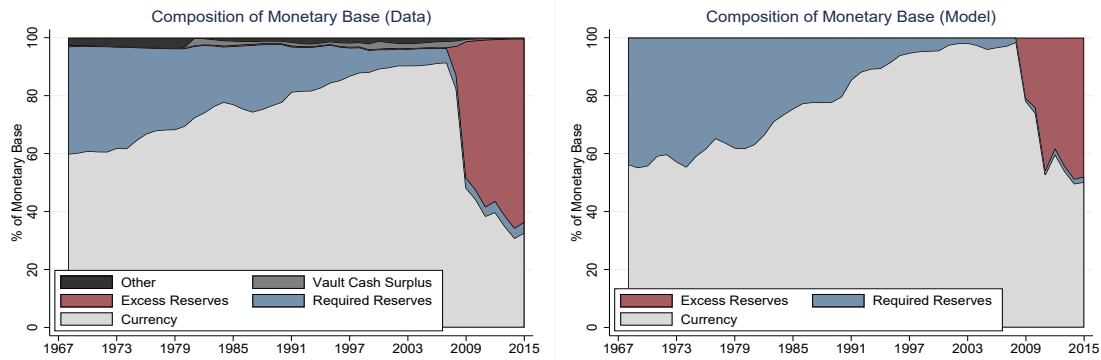 Composition of Monetary Base (Data)
% of Monetary Base
100
80
60
40
20
0
Other
Vault Cash Surplus
Excess Reserves
Required Reserves
Currency
1967 1973 1979 1985 1991 1997 2003 2009 2015
Composition of Monetary Base (Model)
% of Monetary Base
100
80
60
40
20
0
Excess Reserves
Required Reserves
Currency
1967 1973 1979 1985 1991 1997 2003 2009 2015